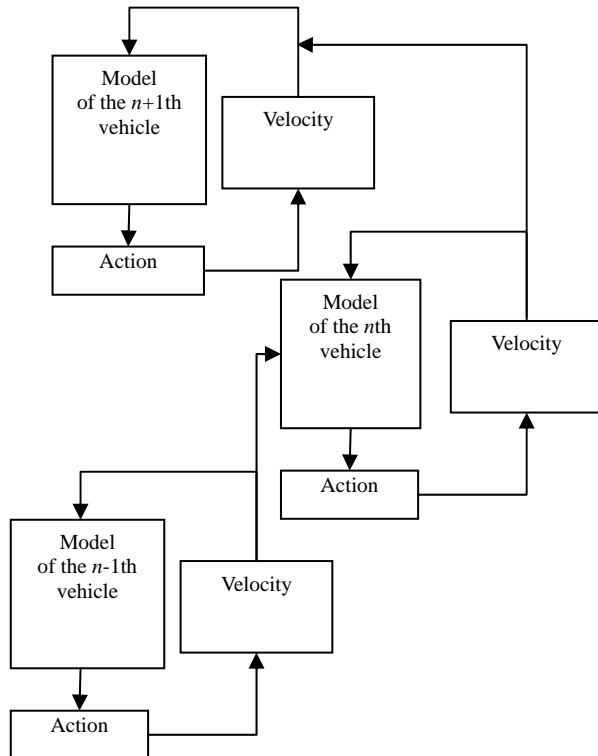 Model
of the n+1th
vehicle
Velocity
Action
Model
of the nth
vehicle
Velocity
Action
Model
of the n-1th
vehicle
Velocity
Action